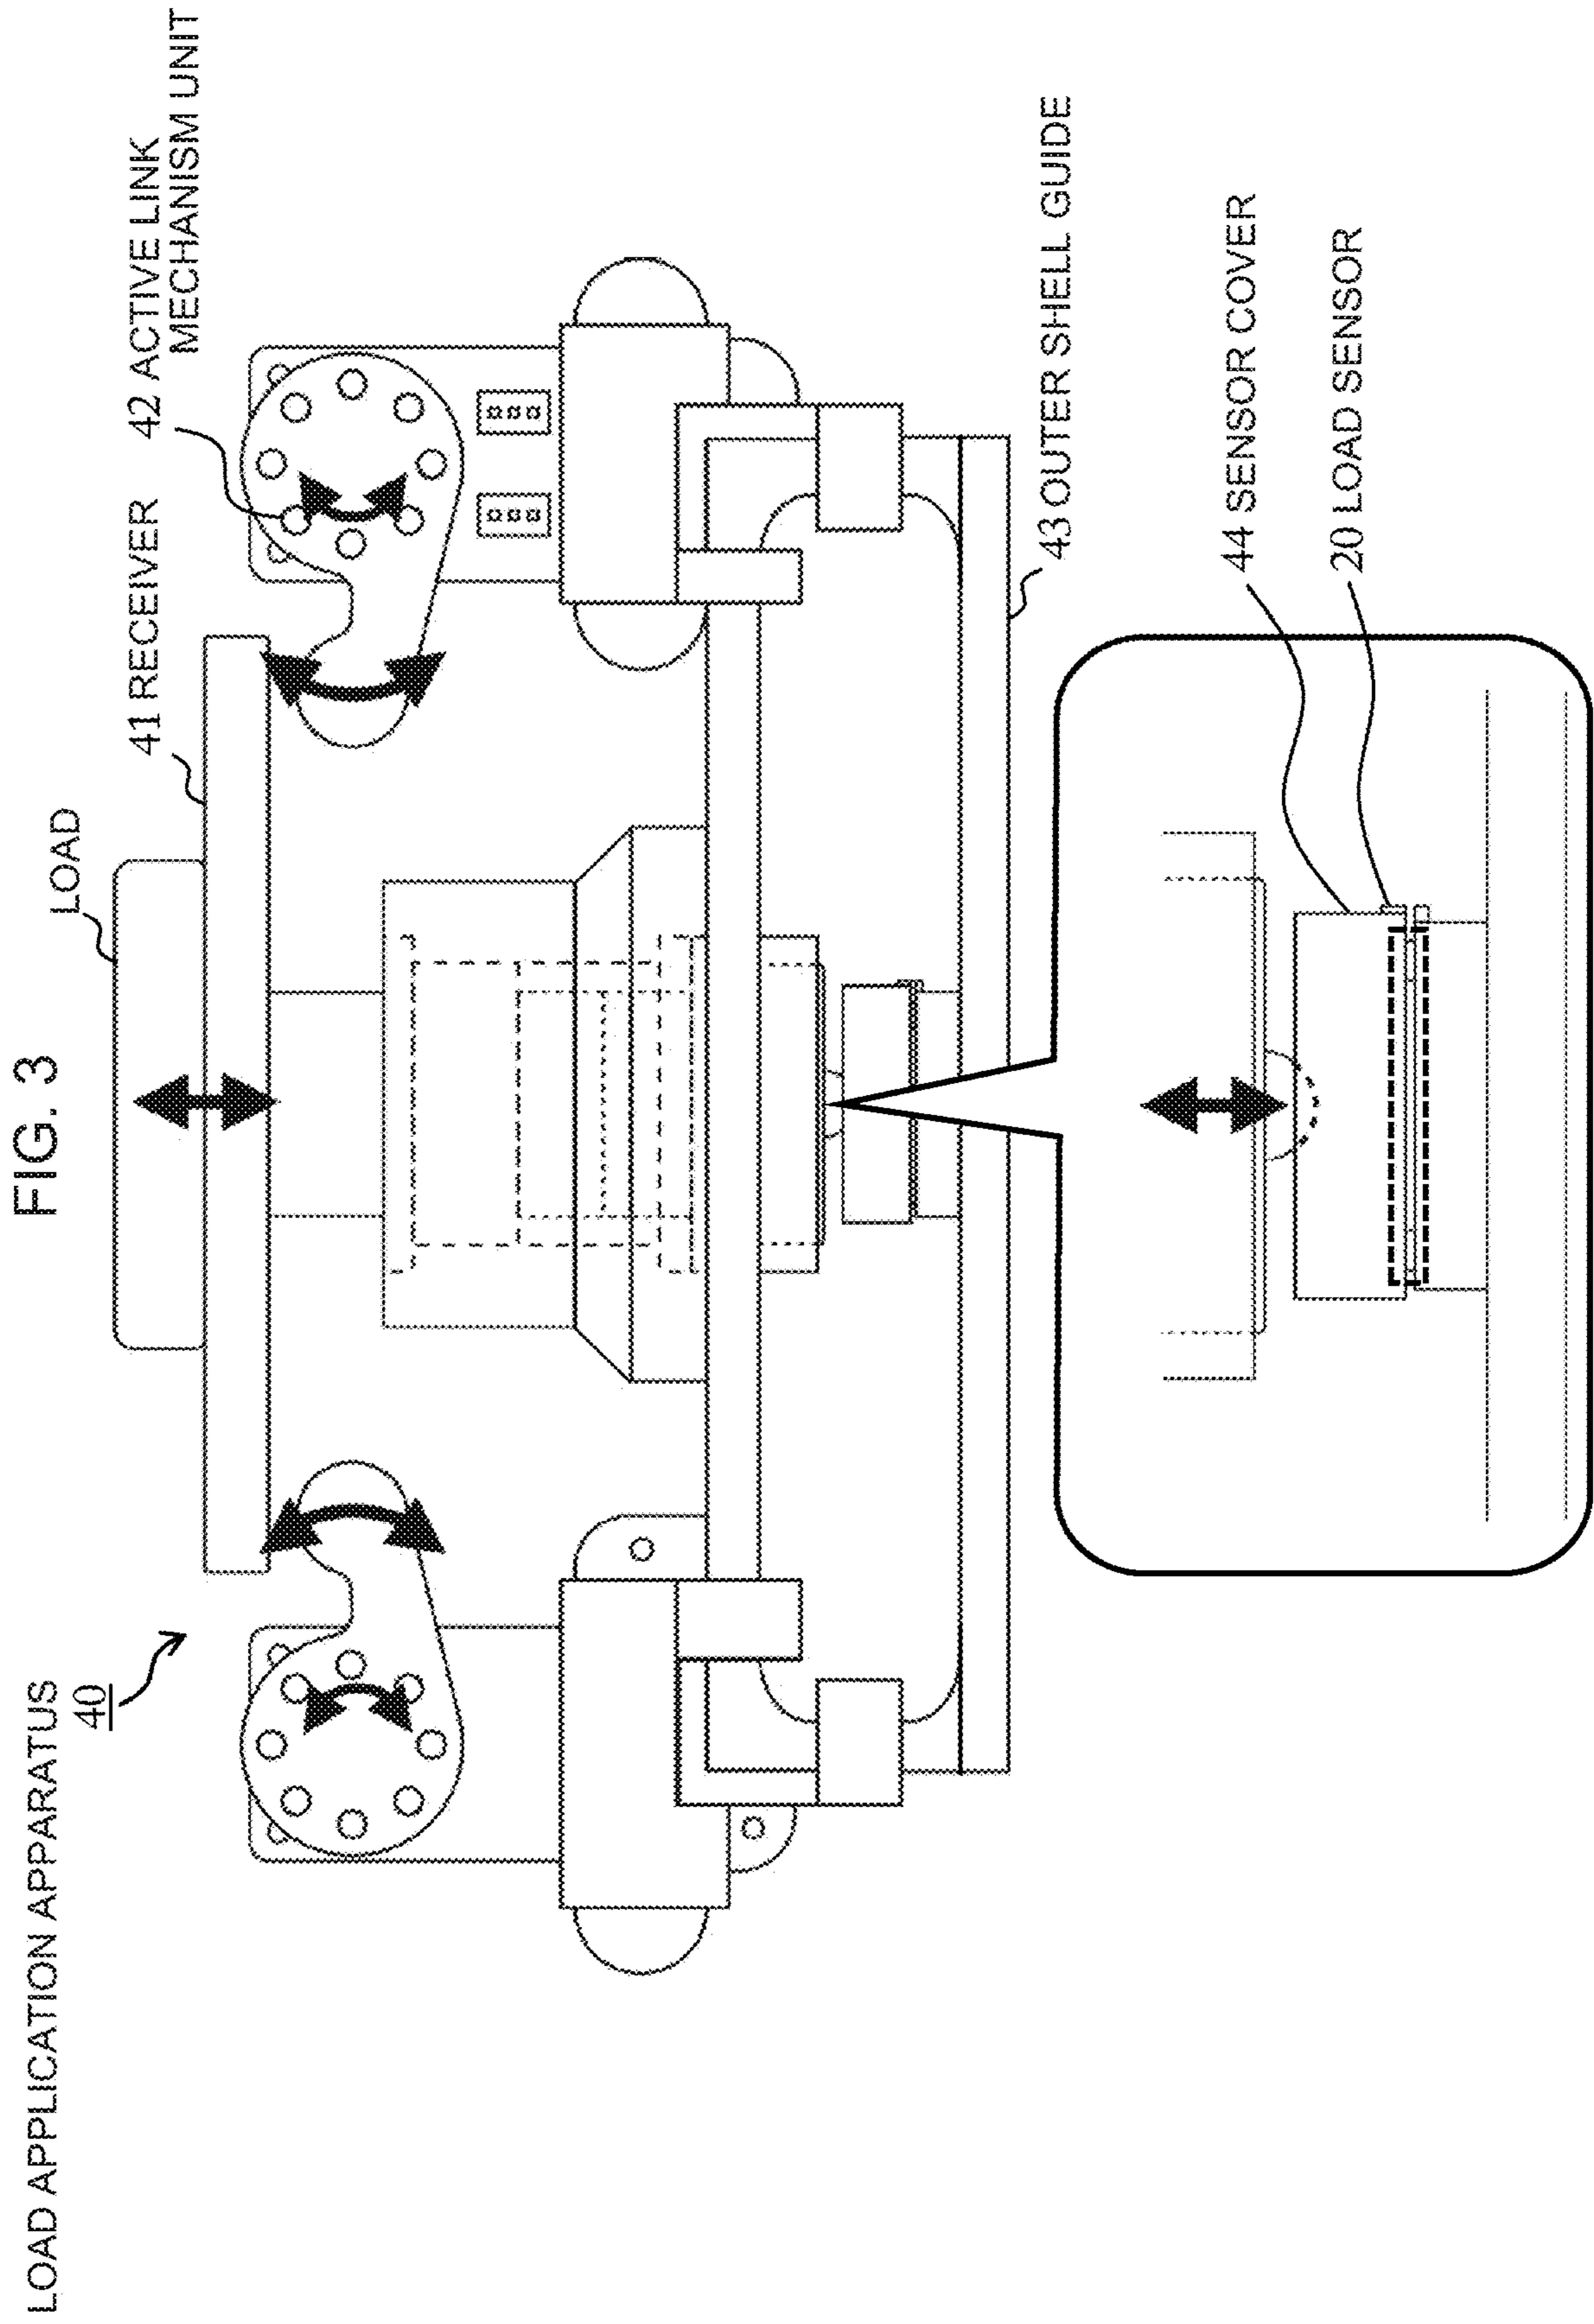 FIG. 3
LOAD APPLICATION APPARATUS
40
LOAD
41 RECEIVER
42 ACTIVE LINK
MECHANISM UNIT
43 OUTER SHELL GUIDE
44 SENSOR COVER
20 LOAD SENSOR